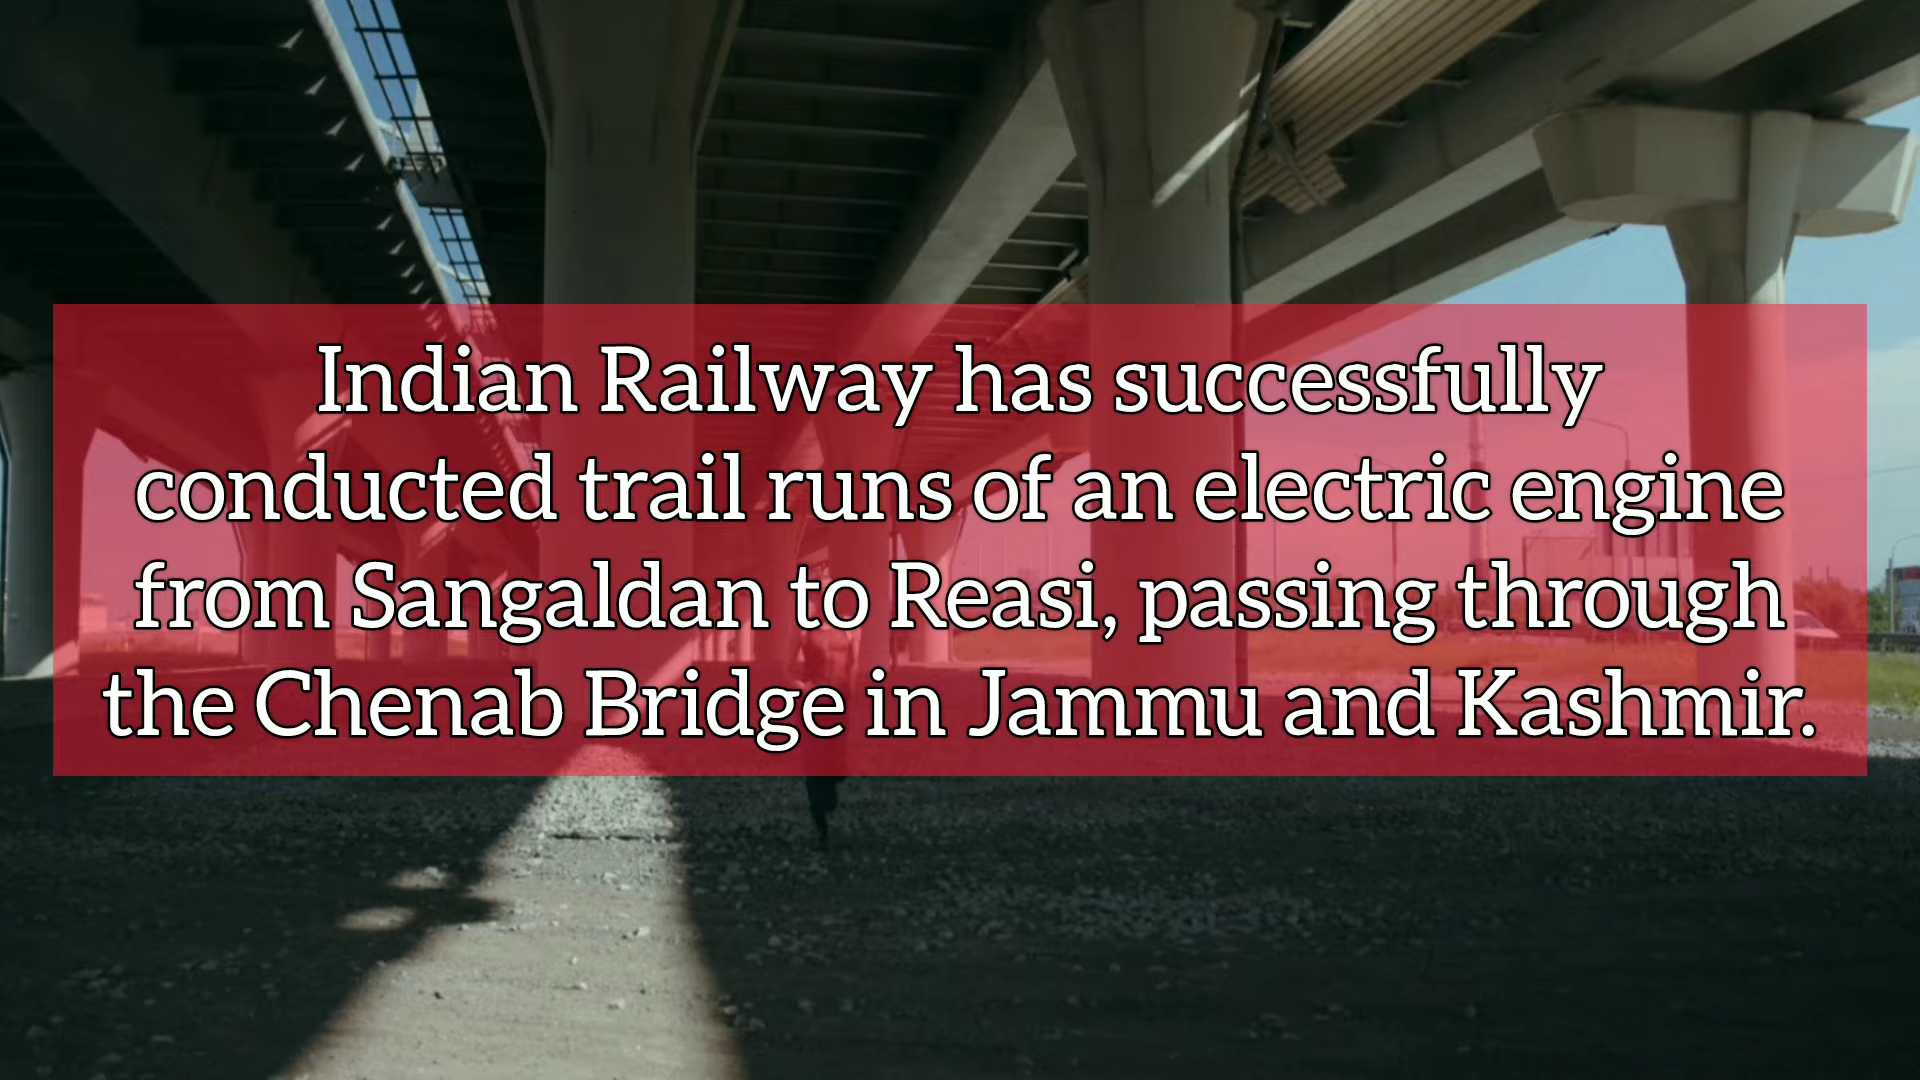 Indian Railway has successfully
conducted trail runs of an electric engine
from Sangaldan to Reasi, passing through
the Chenab Bridge in Jammu and Kashmir.